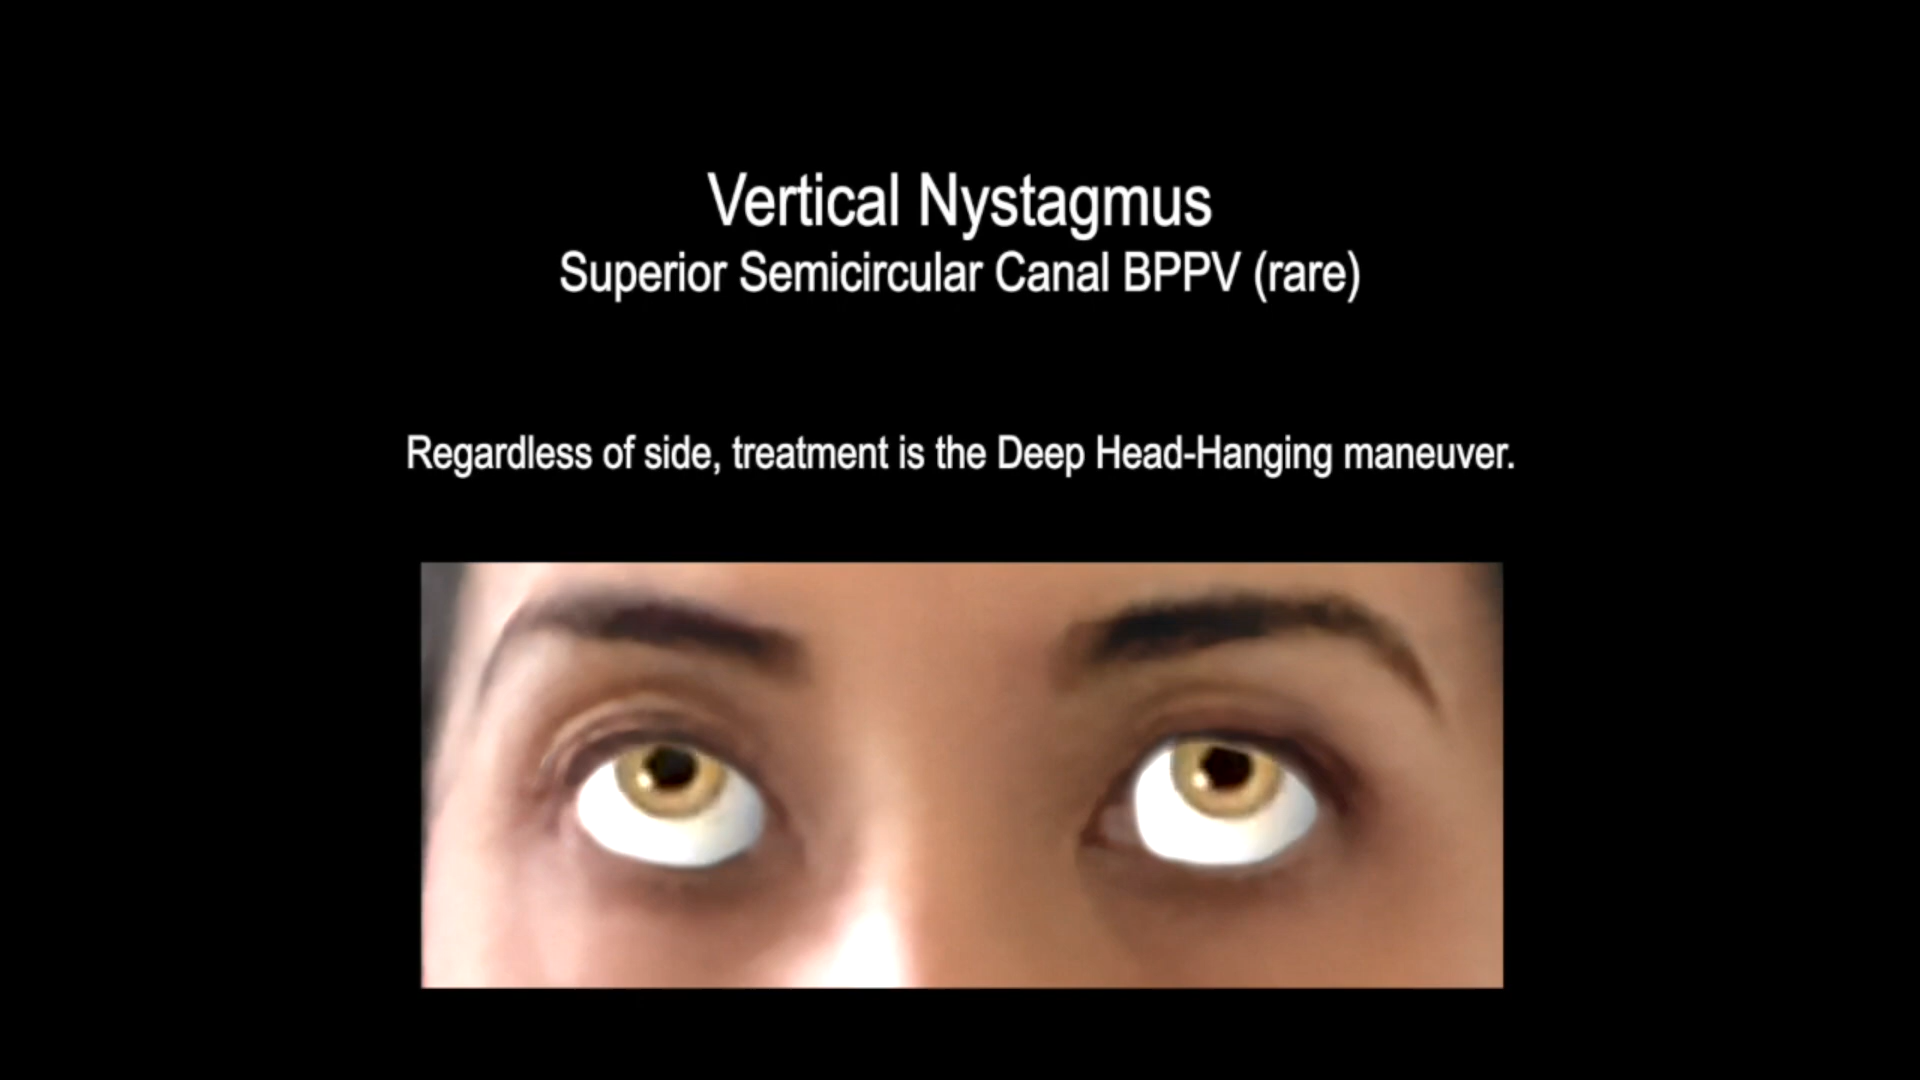 Vertical Nystagmus
Superior Semicircular Canal BPPV (rare)
Regardless of side, treatment is the Deep Head-Hanging maneuver.